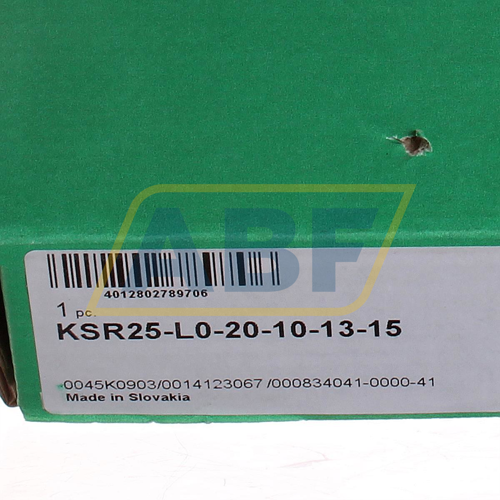 ABF
4012802789706
1 pc.
KSR25-L0-20-10-13-15
0045K0903/0014123067/000834041-0000-41
Made in Slovakia